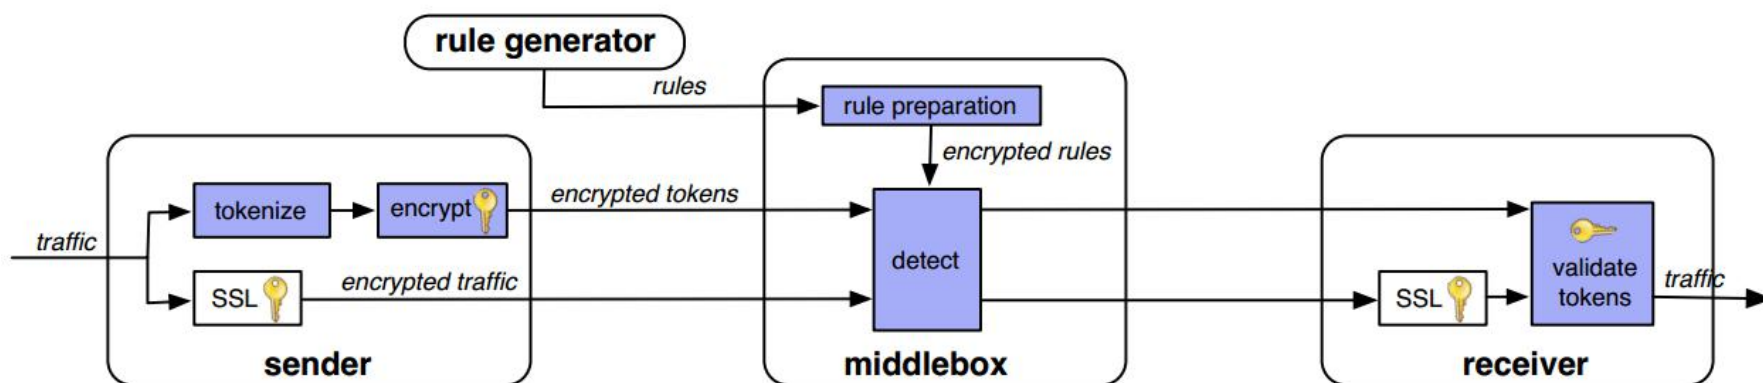 rule generator
rules
rule preparation
encrypted rules
tokenize
encrypt
encrypted tokens
traffic
SSL
encrypted traffic
detect
SSL
validate
tokens
traffic
sender
middlebox
receiver